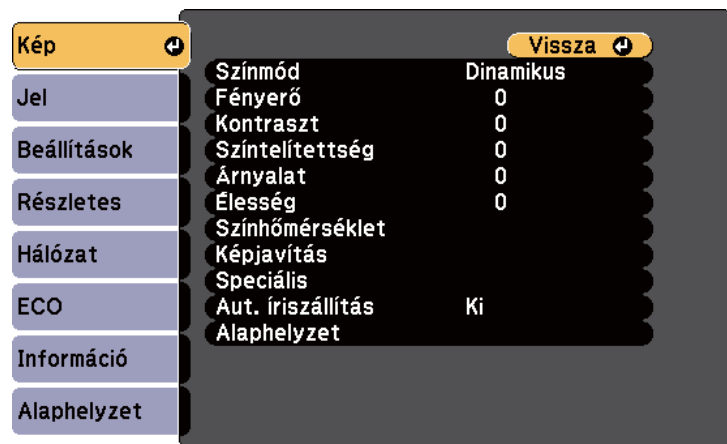 Kép
Jel
Beállítások
Részletes
Hálózat
ECO
Információ
Alaphelyzet
Vissza
Színmód Dinamikus
Fényerő 0
Kontraszt 0
Színtelítettség 0
Árnyalat 0
Élesség 0
Színhőmérséklet
Képjavítás
Speciális
Aut. íriszállítás Ki
Alaphelyzet